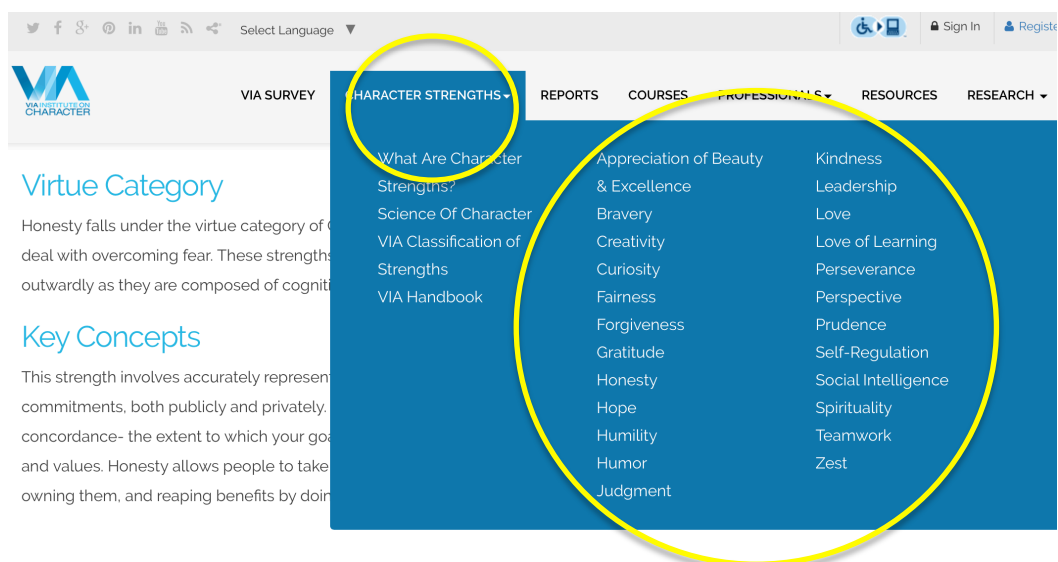 Select Language ▼
Sign In
Registe
VIA INSTITUTE ON
CHARACTER
VIA SURVEY
CHARACTER STRENGTHS
REPORTS
COURSES
PROFESSIONALS
RESOURCES
RESEARCH
What Are Character
Strengths?
Science Of Character
VIA Classification of
Strengths
VIA Handbook
Appreciation of Beauty
& Excellence
Bravery
Creativity
Curiosity
Fairness
Forgiveness
Gratitude
Honesty
Hope
Humility
Humor
Judgment
Kindness
Leadership
Love
Love of Learning
Perseverance
Perspective
Prudence
Self-Regulation
Social Intelligence
Spirituality
Teamwork
Zest
Virtue Category
Honesty falls under the virtue category of
deal with overcoming fear. These strengths
outwardly as they are composed of cogniti
Key Concepts
This strength involves accurately represen
commitments, both publicly and privately.
concordance- the extent to which your goa
and values. Honesty allows people to take
owning them, and reaping benefits by doin